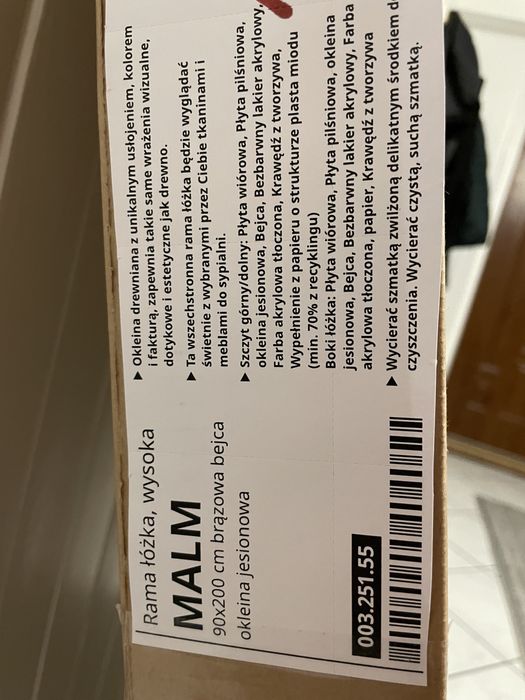 Rama łóżka, wysoka
MALM
90x200 cm brązowa bejca
okleina jesionowa
003.251.55
▶ Okleina drewniana z unikalnym usłojeniem, kolorem
i fakturą, zapewnia takie same wrażenia wizualne,
dotykowe i estetyczne jak drewno.
▶ Ta wszechstronna rama łóżka będzie wyglądać
świetnie z wybranymi przez Ciebie tkaninami i
meblami do sypialni.
▶ Szczyt górny/dolny: Płyta wiórowa, Płyta pilśniowa,
okleina jesionowa, Bejca, Bezbarwny lakier akrylowy,
Farba akrylowa tłoczona, Krawędź z tworzywa,
Wypełnienie z papieru o strukturze plasta miodu
(min. 70% z recyklingu)
Boki łóżka: Płyta wiórowa, Płyta pilśniowa, okleina
jesionowa, Bejca, Bezbarwny lakier akrylowy, Farba
akrylowa tłoczona, papier, Krawędź z tworzywa
▶ Wycierać szmatką zwilżoną delikatnym środkiem d
czyszczenia. Wycierać czystą, suchą szmatką.